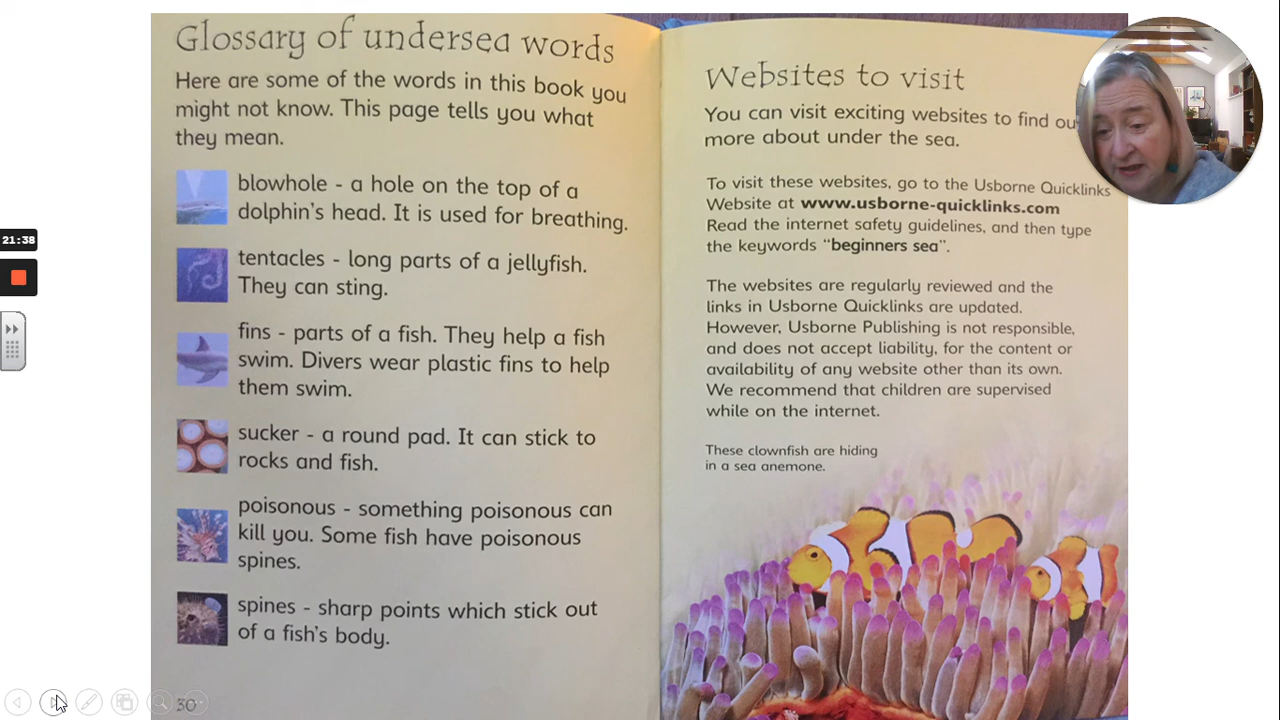 Glossary of undersea words
Here are some of the words in this book you
might not know. This page tells you what
they mean.
blowhole - a hole on the top of a
dolphin's head. It is used for breathing.
tentacles - long parts of a jellyfish.
They can sting.
fins - parts of a fish. They help a fish
swim. Divers wear plastic fins to help
them swim.
sucker - a round pad. It can stick to
rocks and fish.
poisonous - something poisonous can
kill you. Some fish have poisonous
spines.
spines - sharp points which stick out
of a fish's body.
30
Websites to visit
You can visit exciting websites to find
more about under the sea.
To visit these websites, go to the Usborne Quicklinks
Website at www.usborne-quicklinks.com
Read the internet safety guidelines, and then type
the keywords "beginners sea".
The websites are regularly reviewed and the
links in Usborne Quicklinks are updated.
However, Usborne Publishing is not responsible,
and does not accept liability, for the content or
availability of any website other than its own.
We recommend that children are supervised
while on the internet.
These clownfish are hiding
in a sea anemone.
21:38